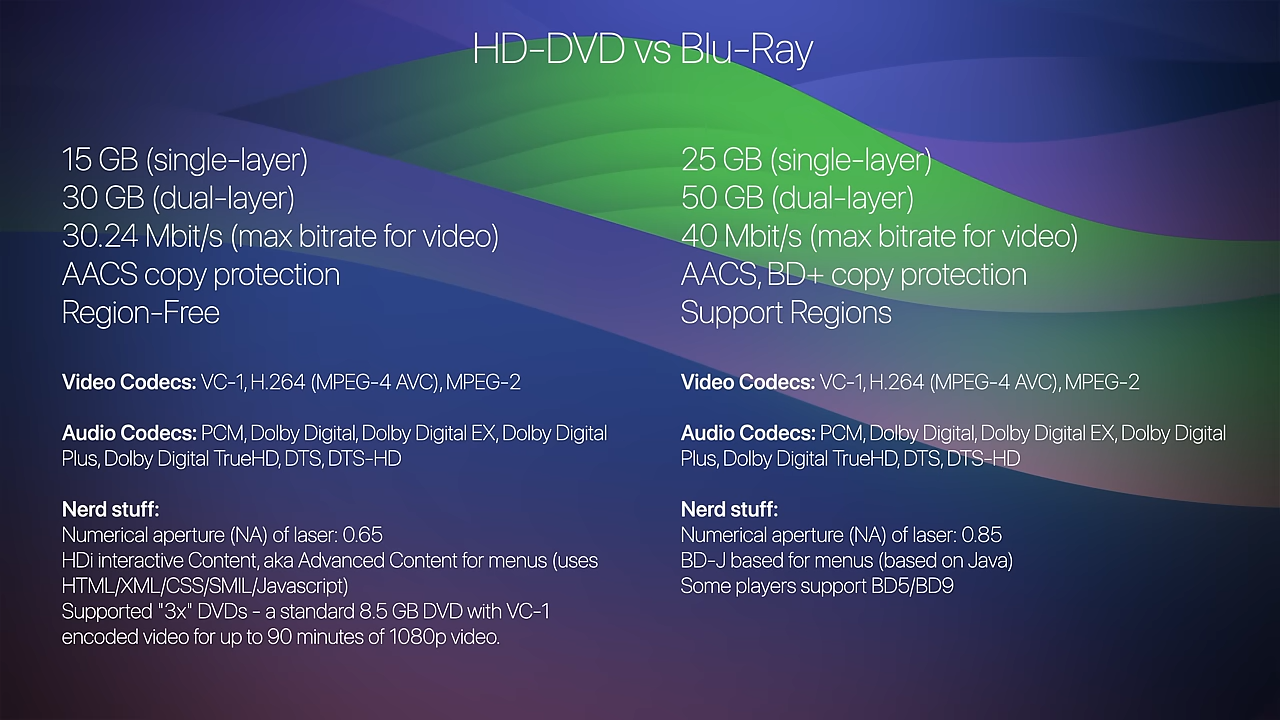 HD-DVD vs Blu-Ray
15 GB (single-layer)
30 GB (dual-layer)
30.24 Mbit/s (max bitrate for video)
AACS copy protection
Region-Free
Video Codecs: VC-1, H.264 (MPEG-4 AVC), MPEG-2
Audio Codecs: PCM, Dolby Digital, Dolby Digital EX, Dolby Digital
Plus, Dolby Digital TrueHD, DTS, DTS-HD
Nerd stuff:
Numerical aperture (NA) of laser: 0.65
HDi interactive Content, aka Advanced Content for menus (uses
HTML/XML/CSS/SMIL/Javascript)
Supported "3x" DVDs - a standard 8.5 GB DVD with VC-1
encoded video for up to 90 minutes of 1080p video.
25 GB (single-layer)
50 GB (dual-layer)
40 Mbit/s (max bitrate for video)
AACS, BD+ copy protection
Support Regions
Video Codecs: VC-1, H.264 (MPEG-4 AVC), MPEG-2
Audio Codecs: PCM, Dolby Digital, Dolby Digital EX, Dolby Digital
Plus, Dolby Digital TrueHD, DTS, DTS-HD
Nerd stuff:
Numerical aperture (NA) of laser: 0.85
BD-J based for menus (based on Java)
Some players support BD5/BD9